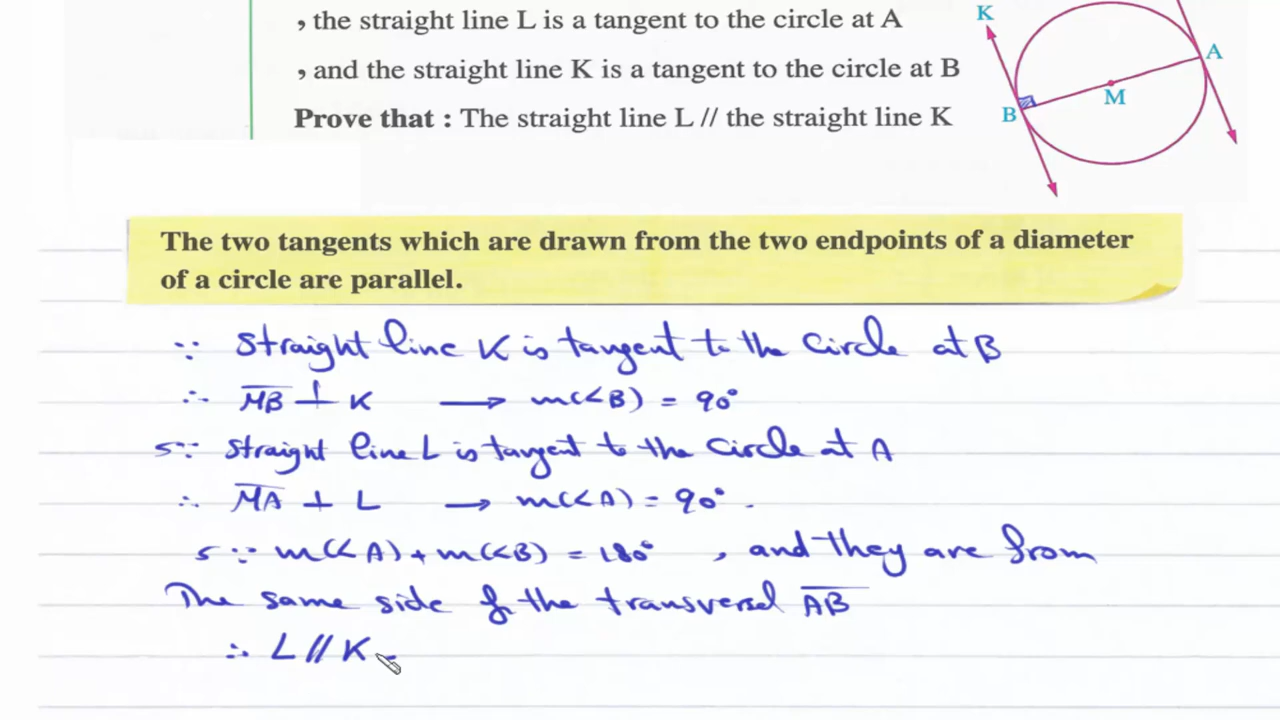 , the straight line L is a tangent to the circle at A
, and the straight line K is a tangent to the circle at B
Prove that : The straight line L // the straight line K
K
A
M
B
The two tangents which are drawn from the two endpoints of a diameter
of a circle are parallel.
∵ Straight line K is tangent to the circle at B
∴ M̅B̅ ⊥ K ⟶ m(<B) = 90°
, ∵ Straight line L is tangent to the circle at A
∴ M̅A̅ ⊥ L ⟶ m(<A) = 90°.
, ∵ m(<A) + m(<B) = 180° , and they are from
The same side of the transversal A̅B̅
∴ L // K